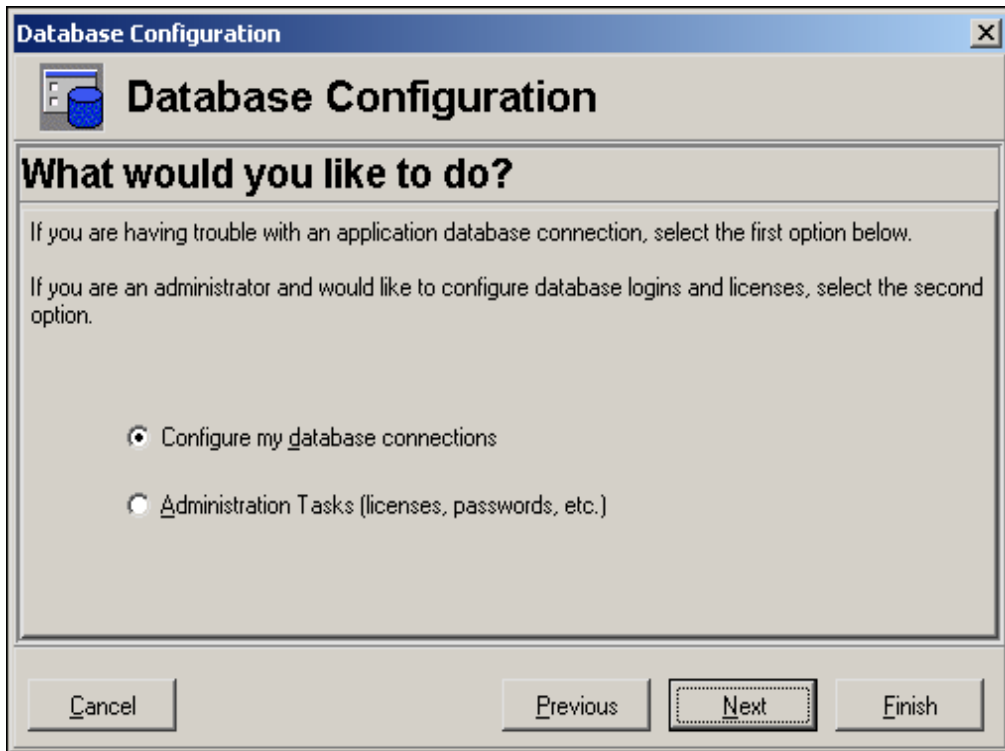 Database Configuration
Database Configuration
What would you like to do?
If you are having trouble with an application database connection, select the first option below.
If you are an administrator and would like to configure database logins and licenses, select the second
option.
Configure my database connections
Administration Tasks (licenses, passwords, etc.)
Cancel
Previous
Next
Finish